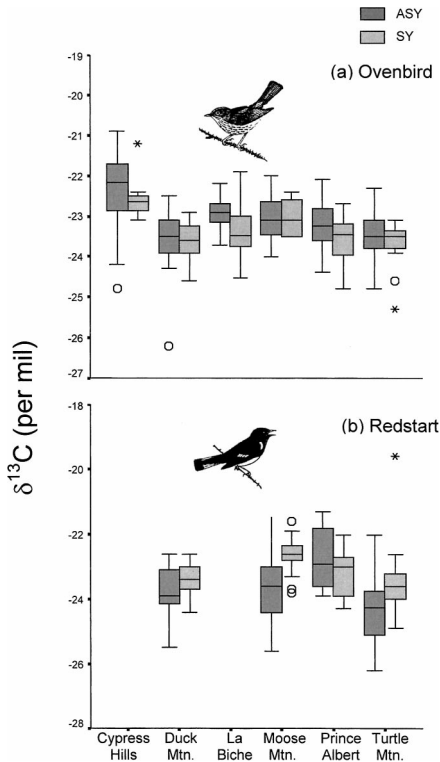 ASY
SY
(a) Ovenbird
-19
-20
-21
-22
-23
-24
-25
-26
-27
δ13C (per mil)
(b) Redstart
-18
-20
-22
-24
-26
-28
Cypress Hills
Duck Mtn.
La Biche
Moose Mtn.
Prince Albert
Turtle Mtn.